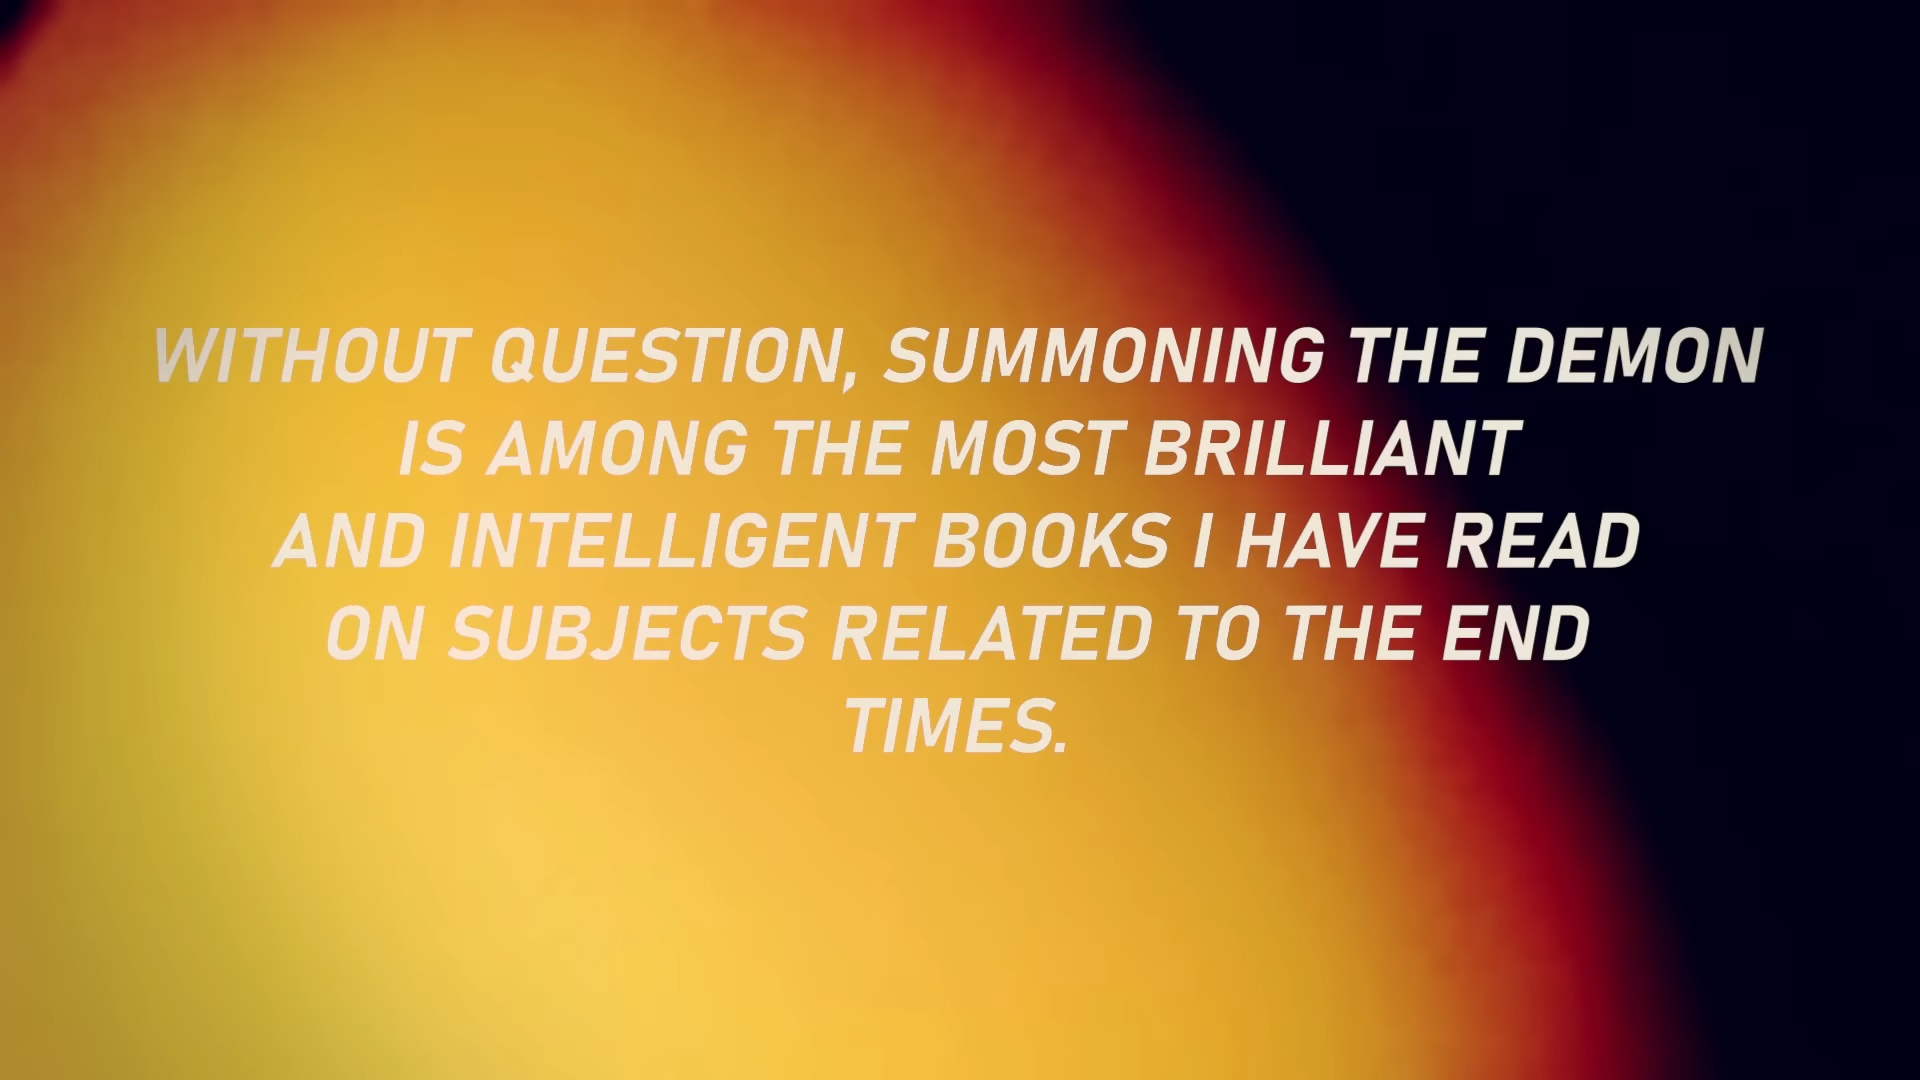 WITHOUT QUESTION, SUMMONING THE DEMON
IS AMONG THE MOST BRILLIANT
AND INTELLIGENT BOOKS I HAVE READ
ON SUBJECTS RELATED TO THE END
TIMES.